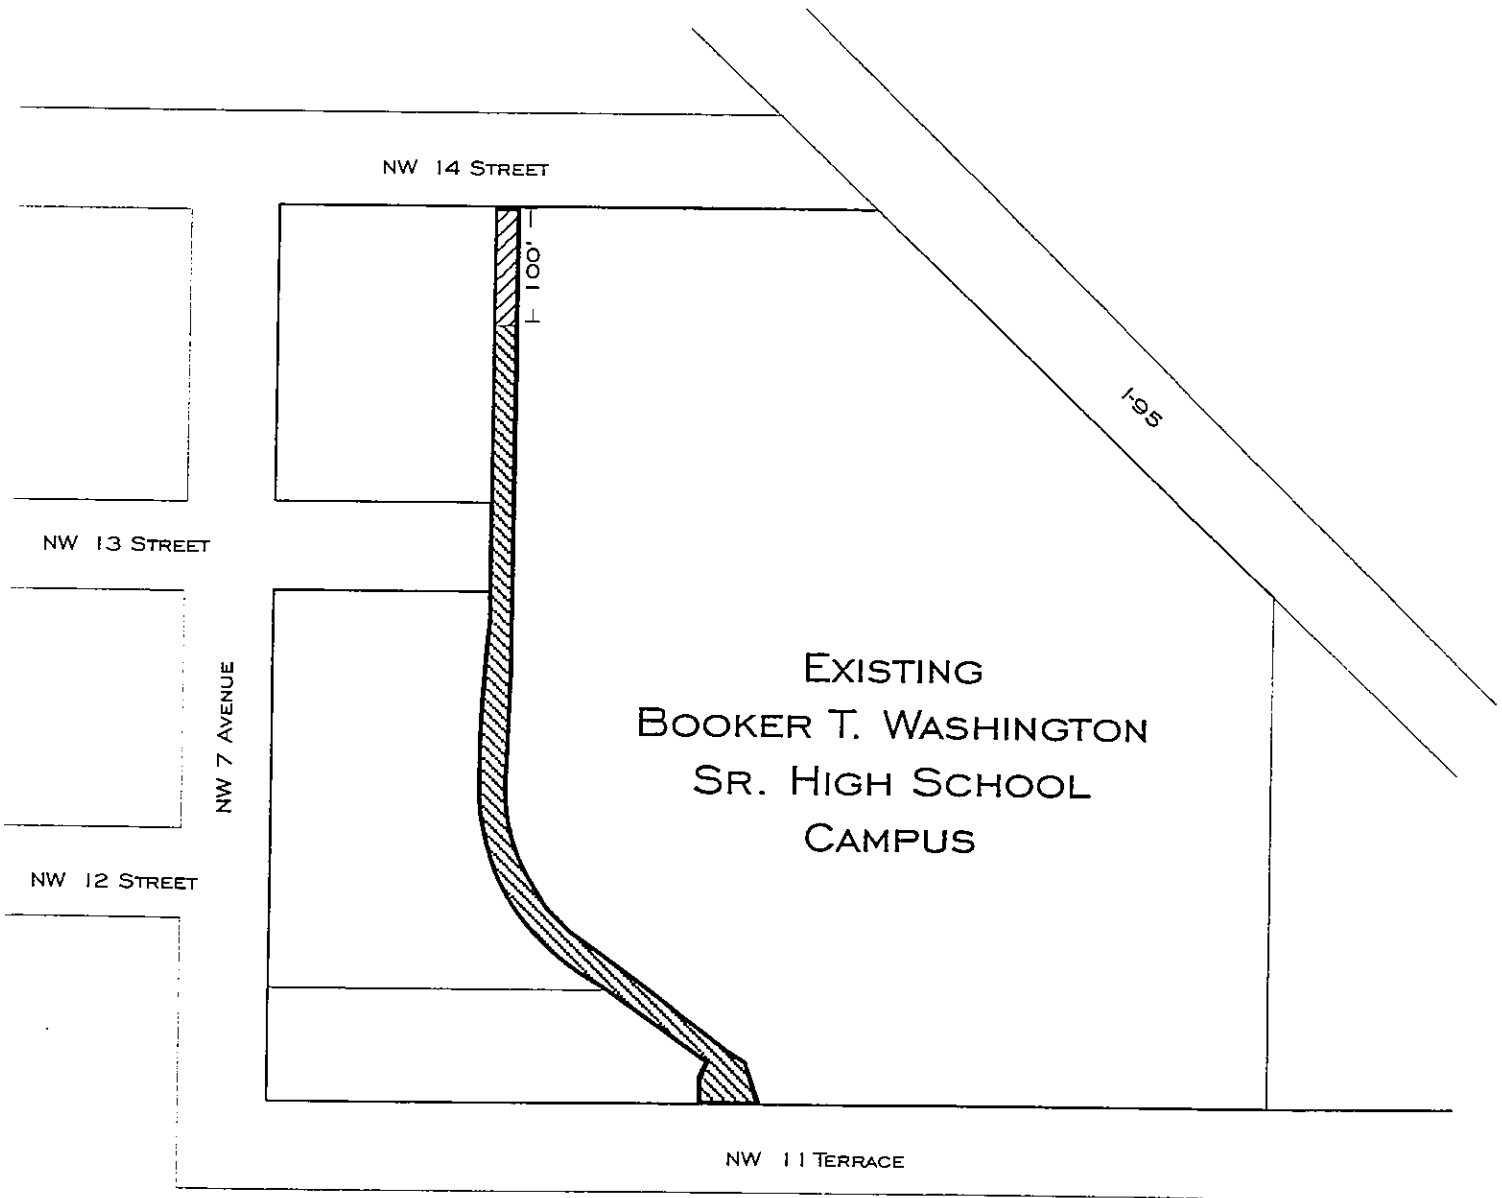 NW 14 STREET
100'
I-95
NW 13 STREET
EXISTING
BOOKER T. WASHINGTON
SR. HIGH SCHOOL
CAMPUS
NW 7 AVENUE
NW 12 STREET
NW 11 TERRACE